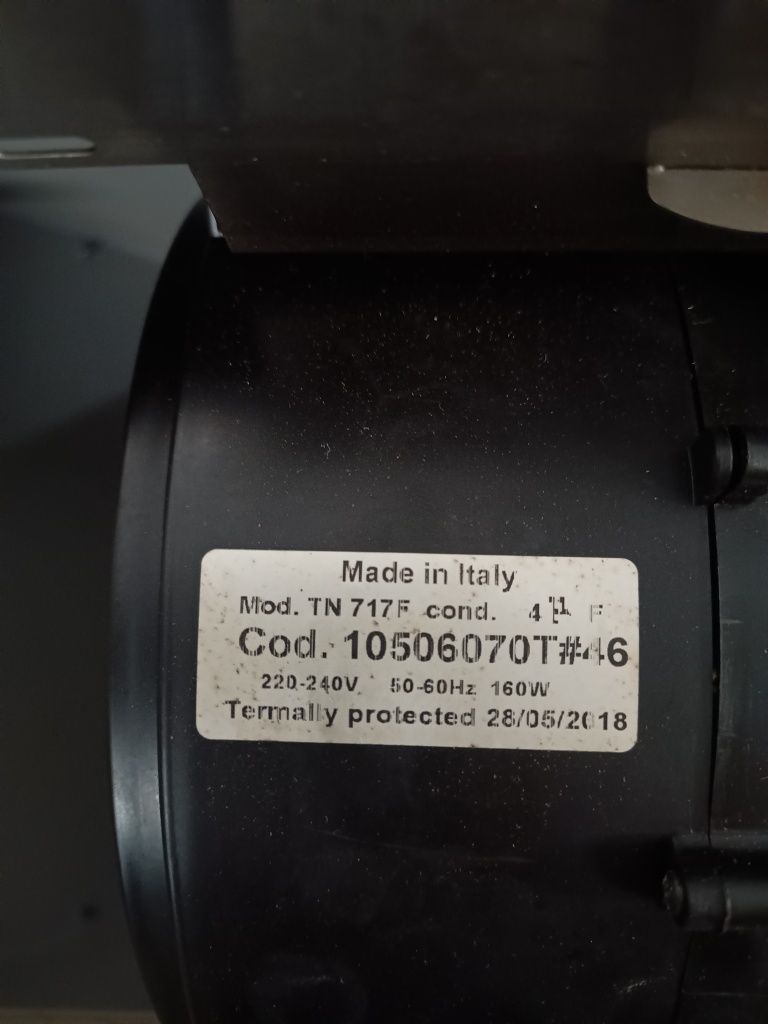 Made in Italy
Mod. TN 717F cond. 4 µ F
Cod. 10506070T#46
220-240V 50-60Hz 160W
Termally protected 28/05/2018